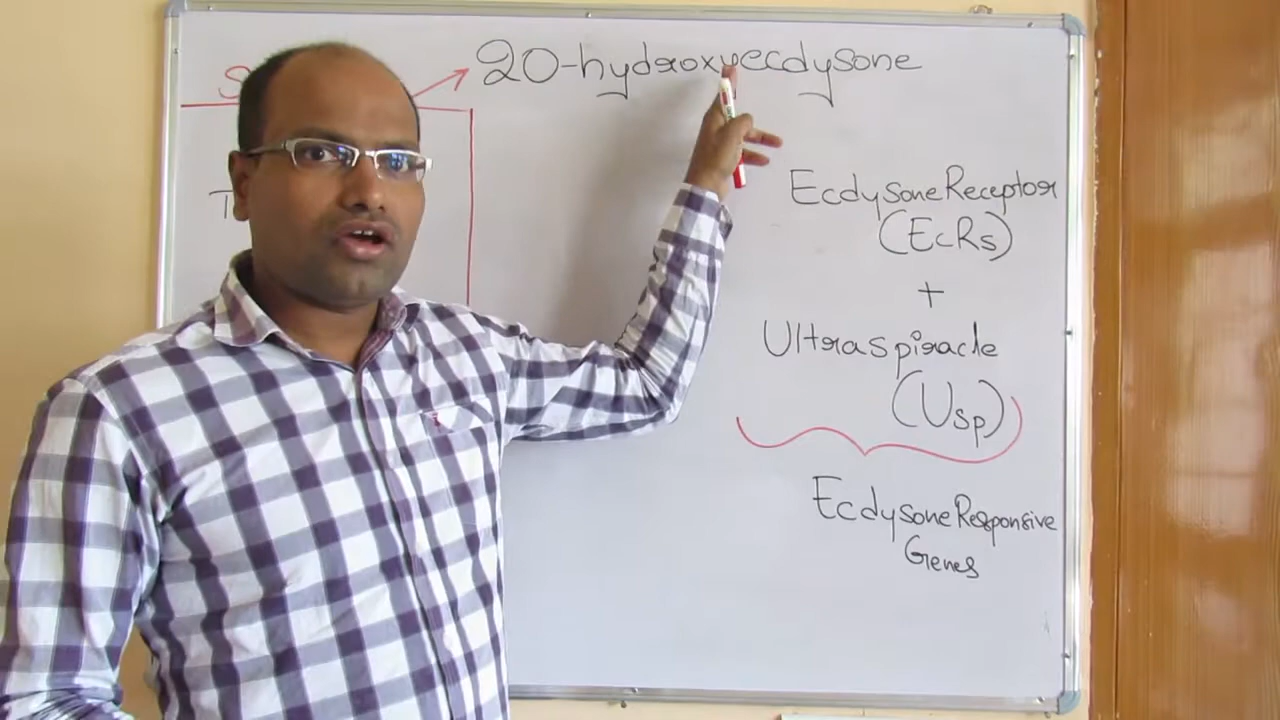 20-hydroxyecdysone
Ecdysone Receptor
(EcRs)
+
Ultraspiracle
(Usp)
Ecdysone Responsive
Genes